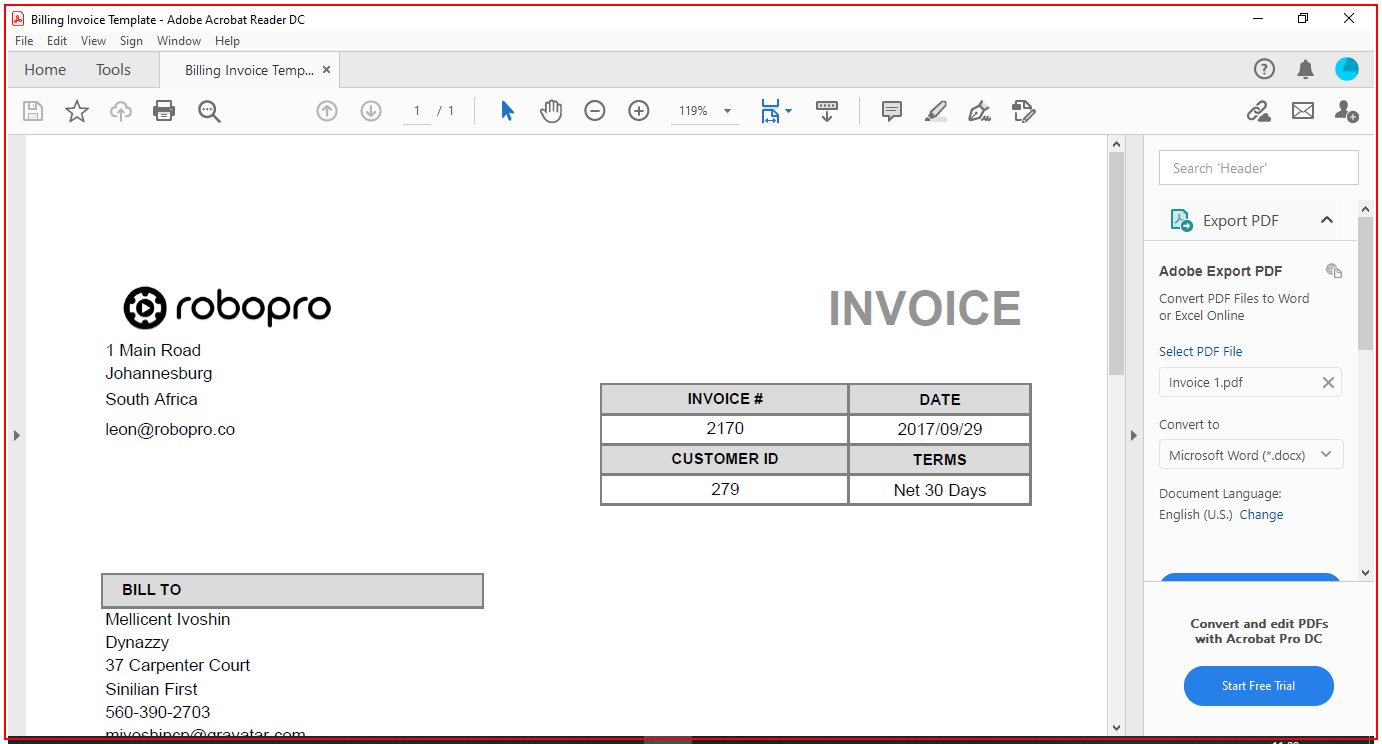 Billing Invoice Template - Adobe Acrobat Reader DC
File Edit View Sign Window Help
Home Tools Billing Invoice Temp... ×
1 / 1 119%
Search 'Header'
Export PDF
Adobe Export PDF
Convert PDF Files to Word
or Excel Online
Select PDF File
Invoice 1.pdf
Convert to
Microsoft Word (*.docx)
Document Language:
English (U.S.) Change
Convert and edit PDFs
with Acrobat Pro DC
Start Free Trial
robopro
INVOICE
1 Main Road
Johannesburg
South Africa
leon@robopro.co
INVOICE # DATE
2170 2017/09/29
CUSTOMER ID TERMS
279 Net 30 Days
BILL TO
Mellicent Ivoshin
Dynazzy
37 Carpenter Court
Sinilian First
560-390-2703
mivoshincp@gravatar.com